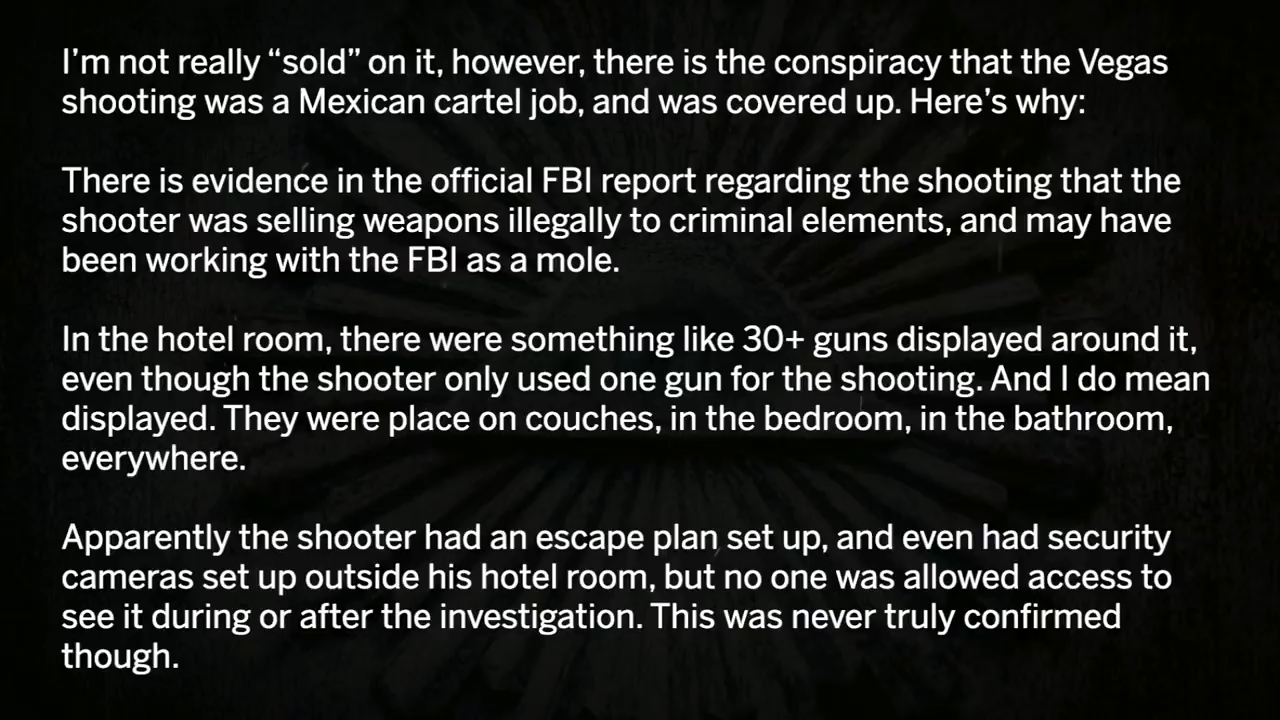 I’m not really “sold” on it, however, there is the conspiracy that the Vegas
shooting was a Mexican cartel job, and was covered up. Here’s why:
There is evidence in the official FBI report regarding the shooting that the
shooter was selling weapons illegally to criminal elements, and may have
been working with the FBI as a mole.
In the hotel room, there were something like 30+ guns displayed around it,
even though the shooter only used one gun for the shooting. And I do mean
displayed. They were place on couches, in the bedroom, in the bathroom,
everywhere.
Apparently the shooter had an escape plan set up, and even had security
cameras set up outside his hotel room, but no one was allowed access to
see it during or after the investigation. This was never truly confirmed
though.